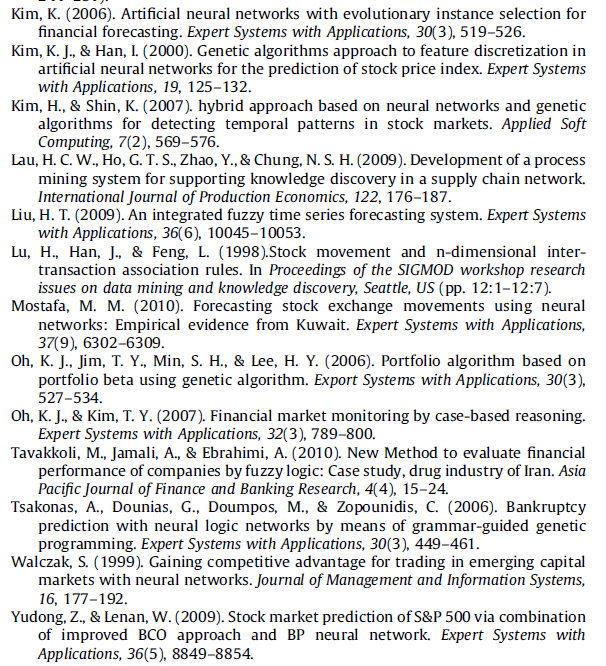 Kim, K. (2006). Artificial neural networks with evolutionary instance selection for
financial forecasting. Expert Systems with Applications, 30(3), 519–526.
Kim, K. J., & Han, I. (2000). Genetic algorithms approach to feature discretization in
artificial neural networks for the prediction of stock price index. Expert Systems
with Applications, 19, 125–132.
Kim, H., & Shin, K. (2007). hybrid approach based on neural networks and genetic
algorithms for detecting temporal patterns in stock markets. Applied Soft
Computing, 7(2), 569–576.
Lau, H. C. W., Ho, G. T. S., Zhao, Y., & Chung, N. S. H. (2009). Development of a process
mining system for supporting knowledge discovery in a supply chain network.
International Journal of Production Economics, 122, 176–187.
Liu, H. T. (2009). An integrated fuzzy time series forecasting system. Expert Systems
with Applications, 36(6), 10045–10053.
Lu, H., Han, J., & Feng, L. (1998).Stock movement and n-dimensional inter-
transaction association rules. In Proceedings of the SIGMOD workshop research
issues on data mining and knowledge discovery, Seattle, US (pp. 12:1–12:7).
Mostafa, M. M. (2010). Forecasting stock exchange movements using neural
networks: Empirical evidence from Kuwait. Expert Systems with Applications,
37(9), 6302–6309.
Oh, K. J., Jim, T. Y., Min, S. H., & Lee, H. Y. (2006). Portfolio algorithm based on
portfolio beta using genetic algorithm. Export Systems with Applications, 30(3),
527–534.
Oh, K. J., & Kim, T. Y. (2007). Financial market monitoring by case-based reasoning.
Expert Systems with Applications, 32(3), 789–800.
Tavakkoli, M., Jamali, A., & Ebrahimi, A. (2010). New Method to evaluate financial
performance of companies by fuzzy logic: Case study, drug industry of Iran. Asia
Pacific Journal of Finance and Banking Research, 4(4), 15–24.
Tsakonas, A., Dounias, G., Doumpos, M., & Zopounidis, C. (2006). Bankruptcy
prediction with neural logic networks by means of grammar-guided genetic
programming. Expert Systems with Applications, 30(3), 449–461.
Walczak, S. (1999). Gaining competitive advantage for trading in emerging capital
markets with neural networks. Journal of Management and Information Systems,
16, 177–192.
Yudong, Z., & Lenan, W. (2009). Stock market prediction of S&P 500 via combination
of improved BCO approach and BP neural network. Expert Systems with
Applications, 36(5), 8849–8854.